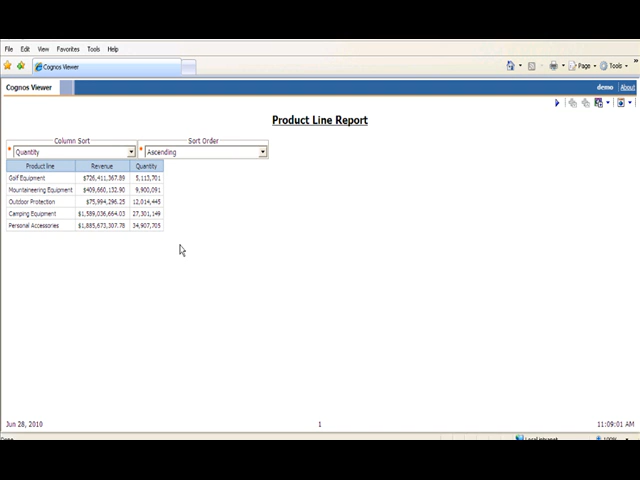 File Edit View Favorites Tools Help
Cognos Viewer
Page Tools
Cognos Viewer demo About
Product Line Report
Column Sort Sort Order
* Quantity * Ascending
Product line Revenue Quantity
Golf Equipment $726,411,367.89 5,113,701
Mountaineering Equipment $409,660,132.90 9,900,091
Outdoor Protection $75,994,296.25 12,014,445
Camping Equipment $1,589,036,664.03 27,301,149
Personal Accessories $1,885,673,307.78 34,907,705
Jun 28, 2010 1 11:09:01 AM
Local intranet 100%